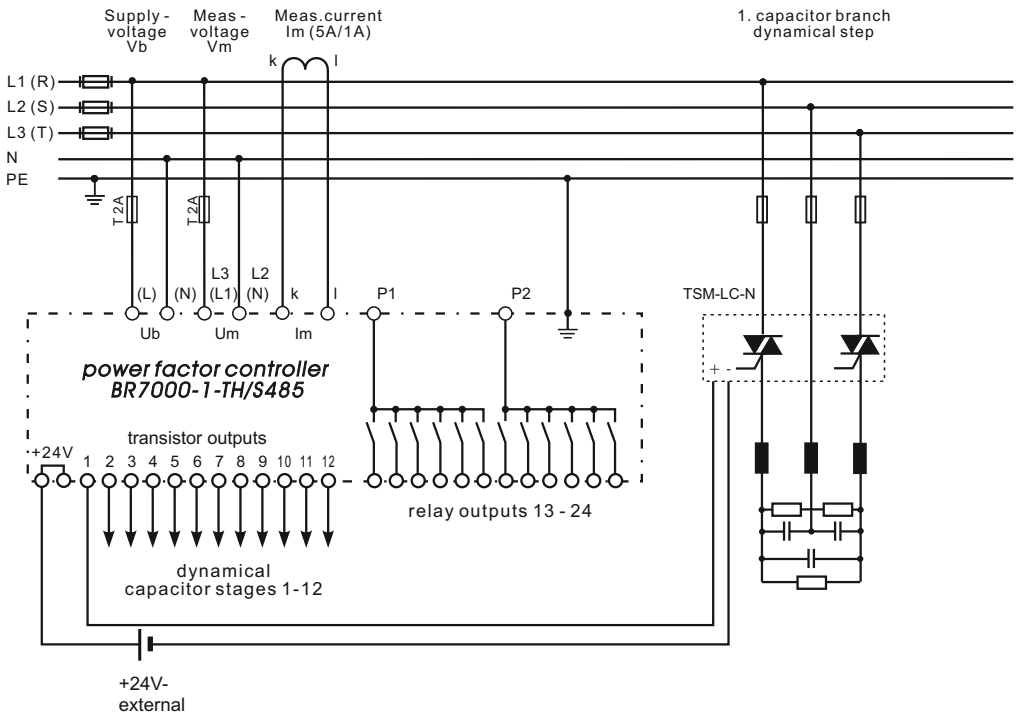 Supply-
voltage
Vb
Meas-
voltage
Vm
Meas.current
Im (5A/1A)
1. capacitor branch
dynamical step
k
l
L1 (R)
L2 (S)
L3 (T)
N
PE
T 2A
T 2A
L3
L2
(L)
(N)
(L1)
(N)
k
l
P1
P2
TSM-LC-N
Ub
Um
Im
power factor controller
BR7000-1-TH/S485
+ -
transistor outputs
+24V
1 2 3 4 5 6 7 8 9 10 11 12
relay outputs 13 - 24
dynamical
capacitor stages 1-12
+24V-
external